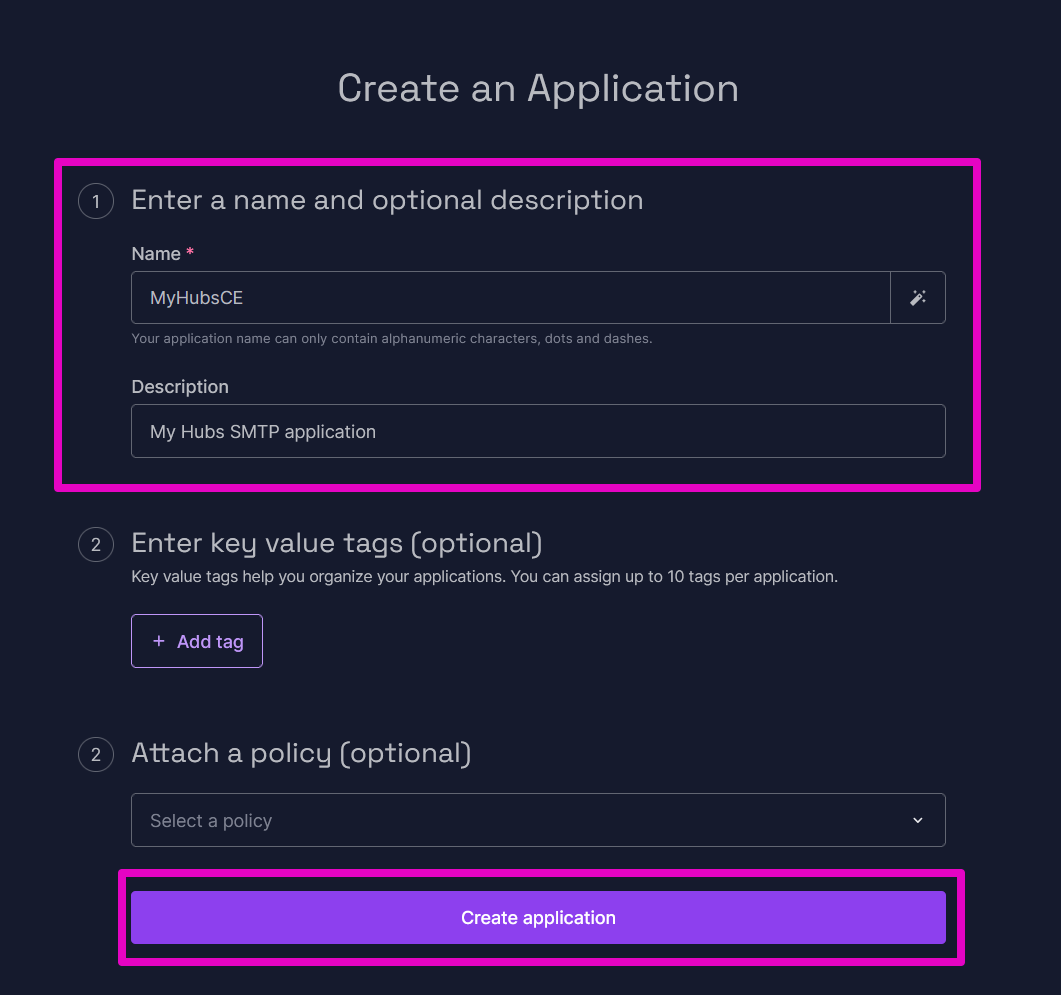 Create an Application
1 Enter a name and optional description
Name *
MyHubsCE
Your application name can only contain alphanumeric characters, dots and dashes.
Description
My Hubs SMTP application
2 Enter key value tags (optional)
Key value tags help you organize your applications. You can assign up to 10 tags per application.
+ Add tag
2 Attach a policy (optional)
Select a policy
Create application